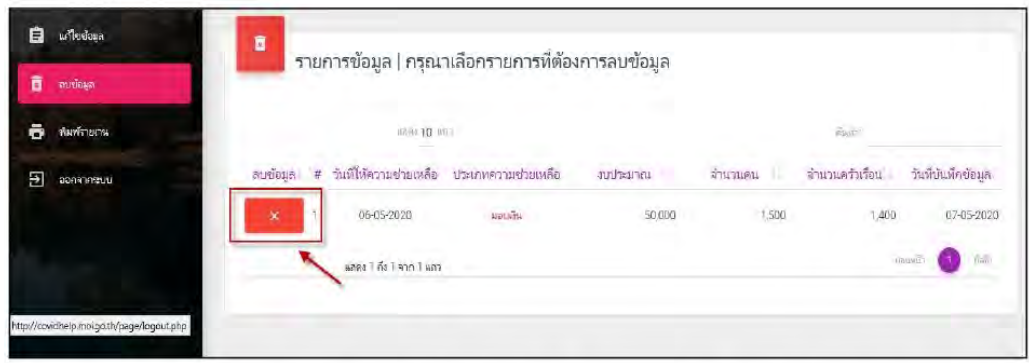 แก้ไขข้อมูล
ลบข้อมูล
พิมพ์รายงาน
ออกจากระบบ
รายการข้อมูล | กรุณาเลือกรายการที่ต้องการลบข้อมูล
แสดง 10 แถว
ค้นหา:
ลบข้อมูล # วันที่ให้ความช่วยเหลือ ประเภทความช่วยเหลือ งบประมาณ จำนวนคน จำนวนครัวเรือน วันที่บันทึกข้อมูล
1 06-05-2020 มอบเงิน 50,000 1,500 1,400 07-05-2020
แสดง 1 ถึง 1 จาก 1 แถว
ก่อนหน้า 1 ถัดไป
http://covidhelp.moi.go.th/page/logout.php